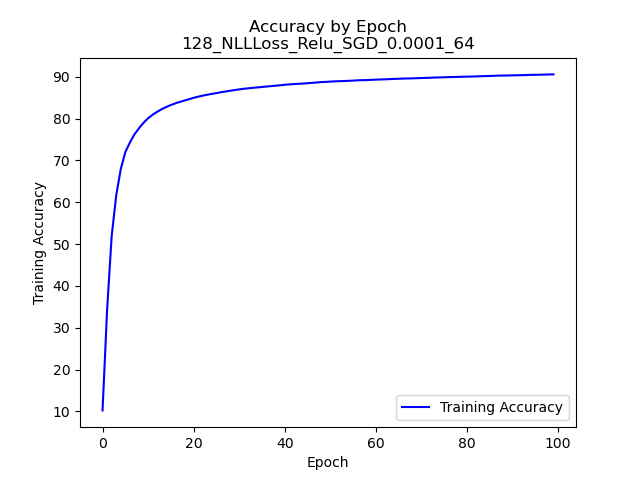 Accuracy by Epoch
128_NLLLoss_Relu_SGD_0.0001_64
90
80
70
60
50
40
30
20
10
Training Accuracy
Training Accuracy
0 20 40 60 80 100
Epoch